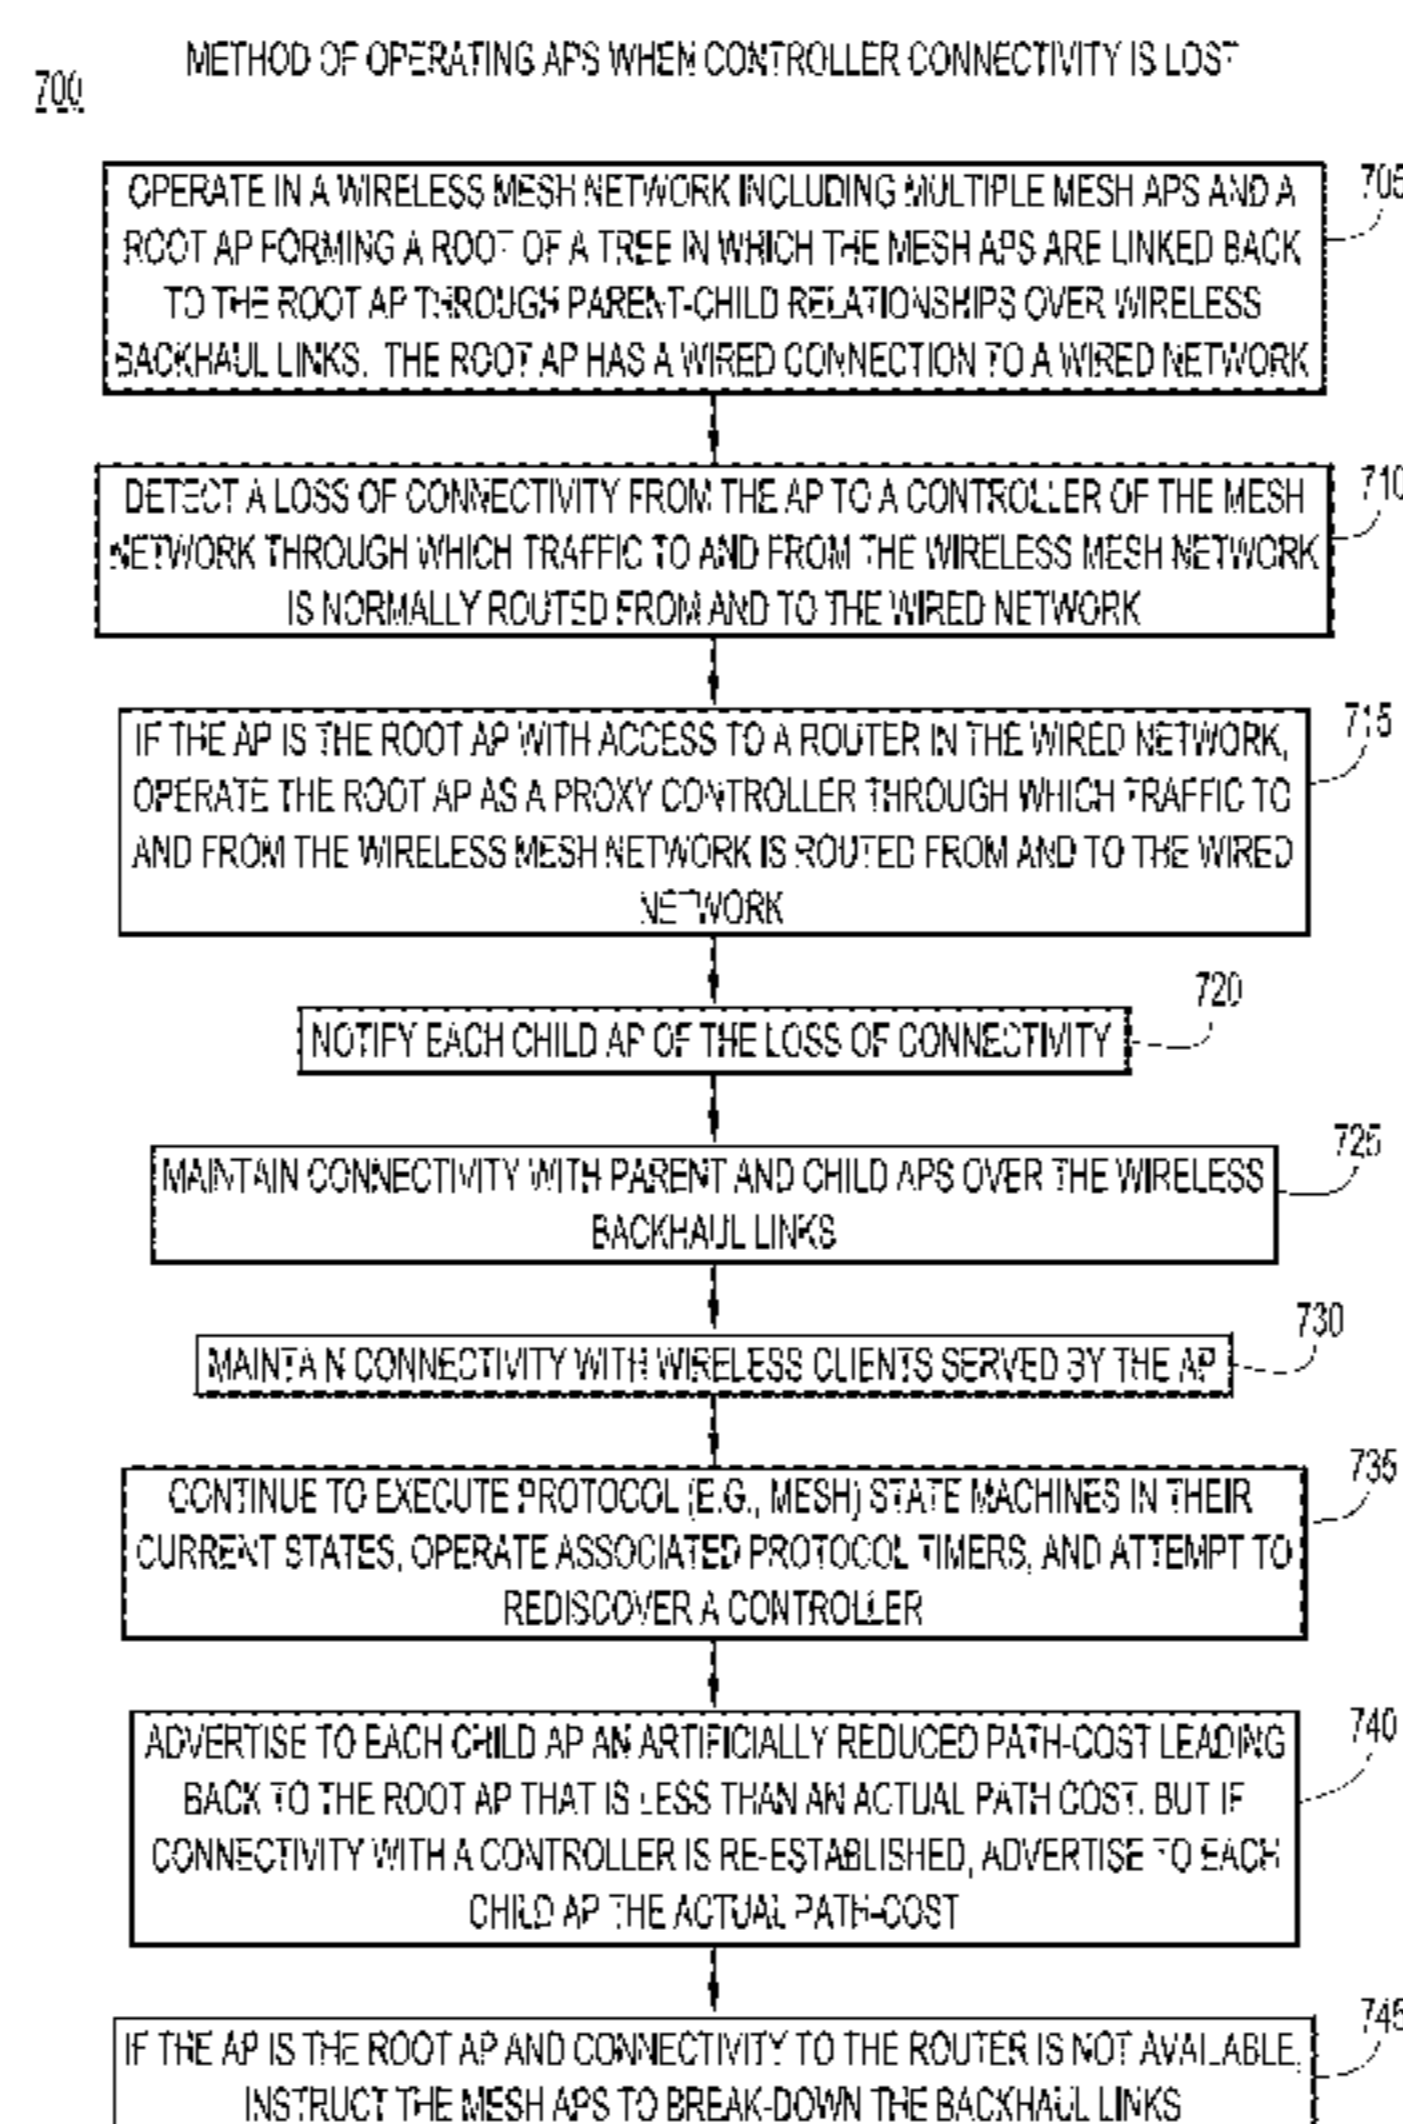 METHOD OF OPERATING APS WHEN CONTROLLER CONNECTIVITY IS LOST
700
OPERATE IN A WIRELESS MESH NETWORK INCLUDING MULTIPLE MESH APS AND A
ROOT AP FORMING A ROOT OF A TREE IN WHICH THE MESH APS ARE LINKED BACK
TO THE ROOT AP THROUGH PARENT-CHILD RELATIONSHIPS OVER WIRELESS
BACKHAUL LINKS. THE ROOT AP HAS A WIRED CONNECTION TO A WIRED NETWORK
705
DETECT A LOSS OF CONNECTIVITY FROM THE AP TO A CONTROLLER OF THE MESH
NETWORK THROUGH WHICH TRAFFIC TO AND FROM THE WIRELESS MESH NETWORK
IS NORMALLY ROUTED FROM AND TO THE WIRED NETWORK
710
IF THE AP IS THE ROOT AP WITH ACCESS TO A ROUTER IN THE WIRED NETWORK,
OPERATE THE ROOT AP AS A PROXY CONTROLLER THROUGH WHICH TRAFFIC TO
AND FROM THE WIRELESS MESH NETWORK IS ROUTED FROM AND TO THE WIRED
NETWORK
715
NOTIFY EACH CHILD AP OF THE LOSS OF CONNECTIVITY
720
MAINTAIN CONNECTIVITY WITH PARENT AND CHILD APS OVER THE WIRELESS
BACKHAUL LINKS
725
MAINTAIN CONNECTIVITY WITH WIRELESS CLIENTS SERVED BY THE AP
730
CONTINUE TO EXECUTE PROTOCOL (E.G., MESH) STATE MACHINES IN THEIR
CURRENT STATES, OPERATE ASSOCIATED PROTOCOL TIMERS, AND ATTEMPT TO
REDISCOVER A CONTROLLER
735
ADVERTISE TO EACH CHILD AP AN ARTIFICIALLY REDUCED PATH-COST LEADING
BACK TO THE ROOT AP THAT IS LESS THAN AN ACTUAL PATH COST. BUT IF
CONNECTIVITY WITH A CONTROLLER IS RE-ESTABLISHED, ADVERTISE TO EACH
CHILD AP THE ACTUAL PATH-COST
740
IF THE AP IS THE ROOT AP AND CONNECTIVITY TO THE ROUTER IS NOT AVAILABLE,
INSTRUCT THE MESH APS TO BREAK-DOWN THE BACKHAUL LINKS
745